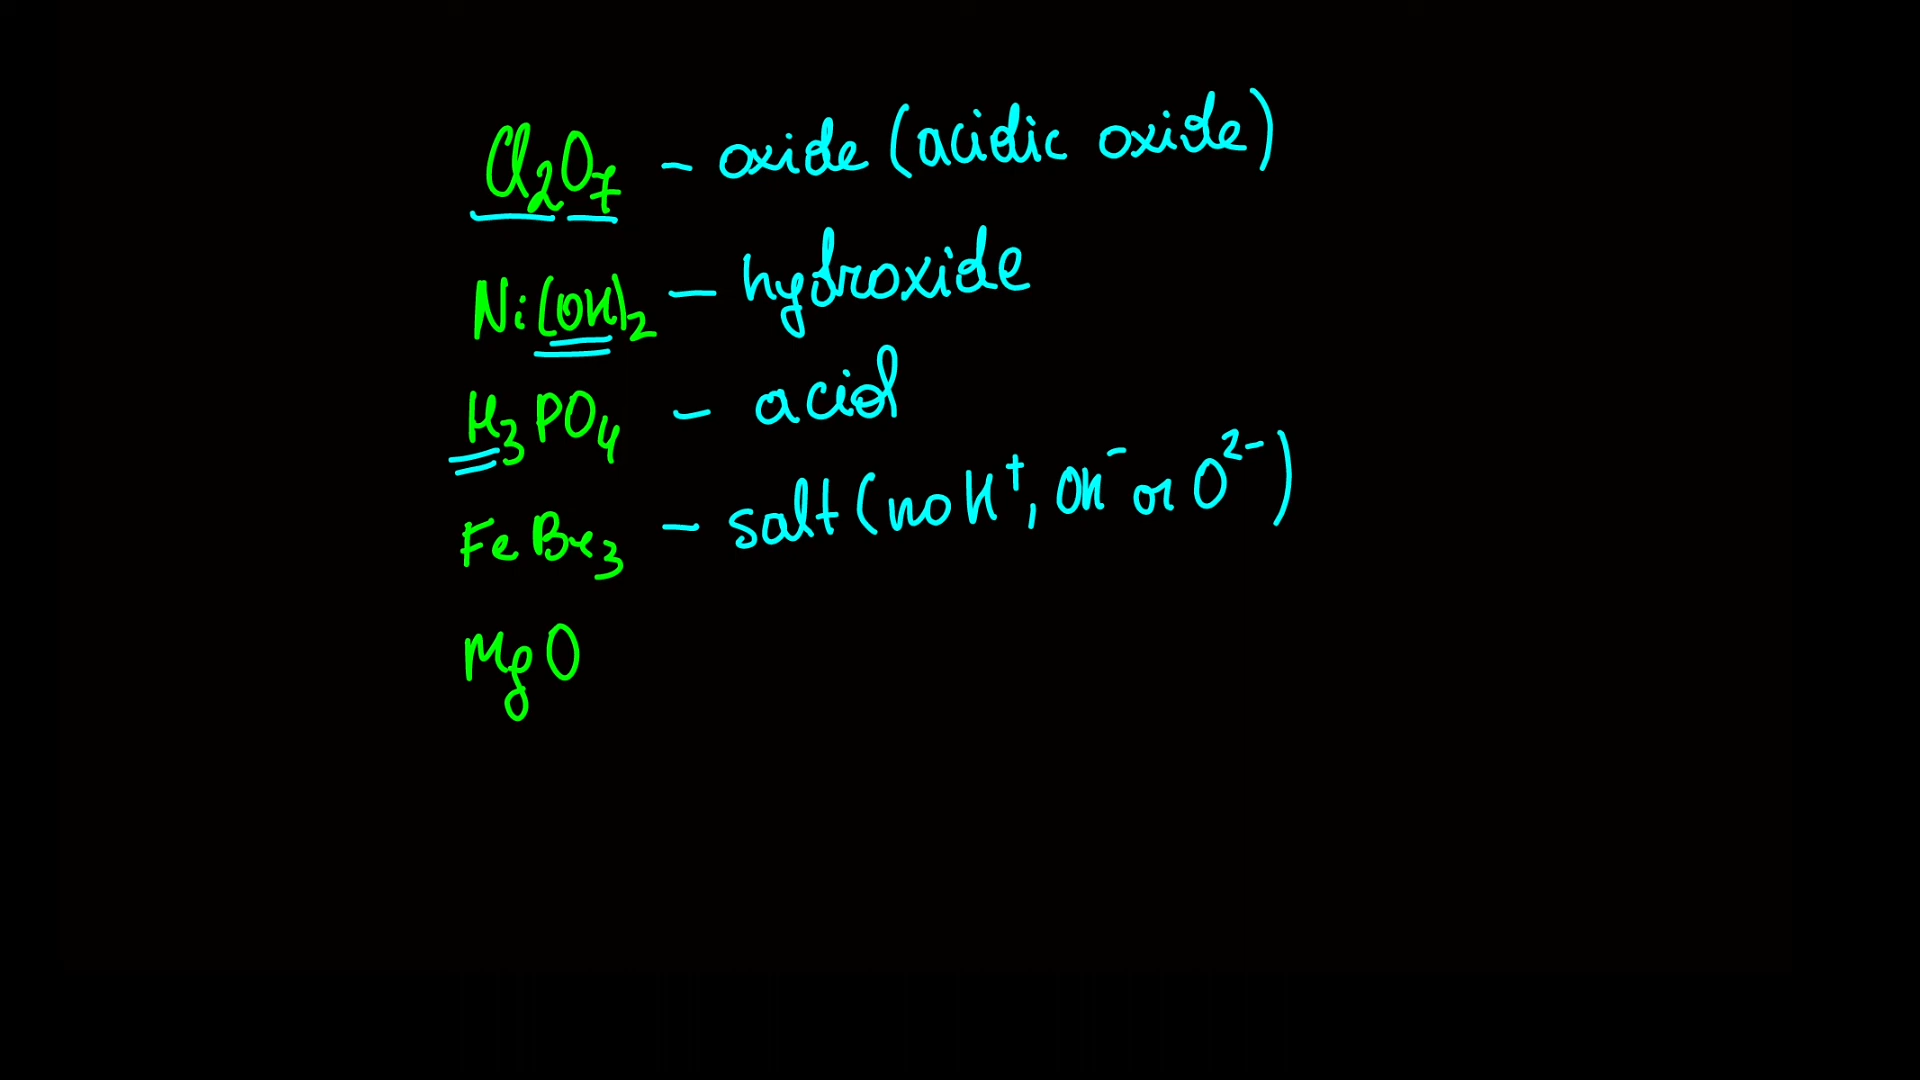 Cl₂O₇ - oxide (acidic oxide)
Ni(OH)₂ - hydroxide
H₃PO₄ - acid
FeBr₃ - salt (no H⁺, OH⁻ or O²⁻)
MgO